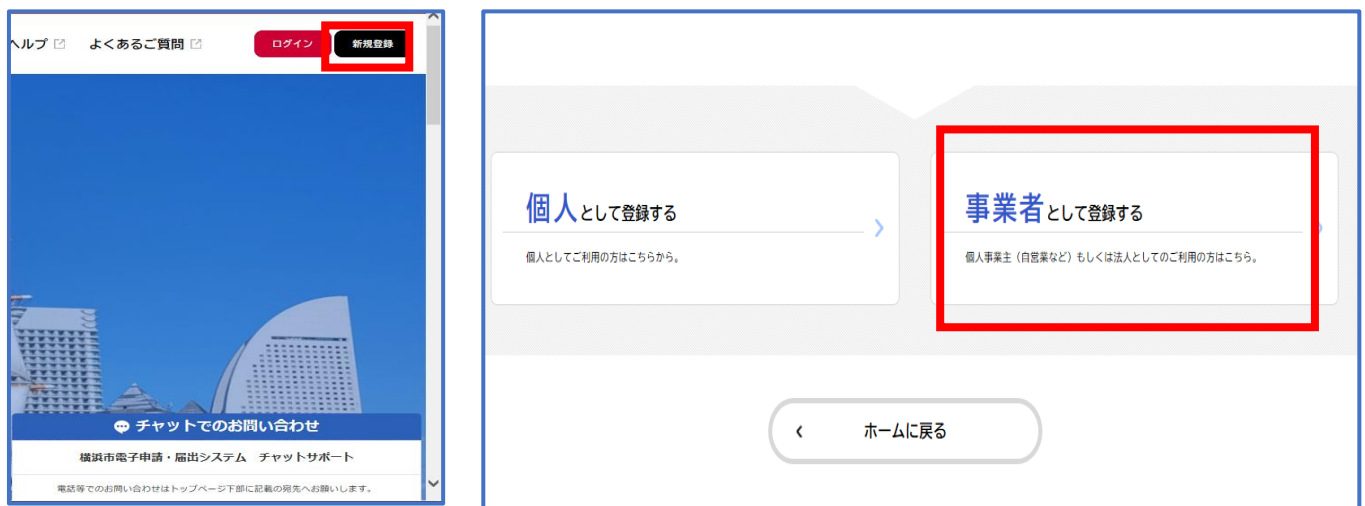 ヘルプ よくあるご質問 ログイン 新規登録
チャットでのお問い合わせ
横浜市電子申請・届出システム チャットサポート
電話等でのお問い合わせはトップページ下部に記載の宛先へお願いします。
個人として登録する
個人としてご利用の方はこちらから。
事業者として登録する
個人事業主（自営業など）もしくは法人としてのご利用の方はこちら。
ホームに戻る